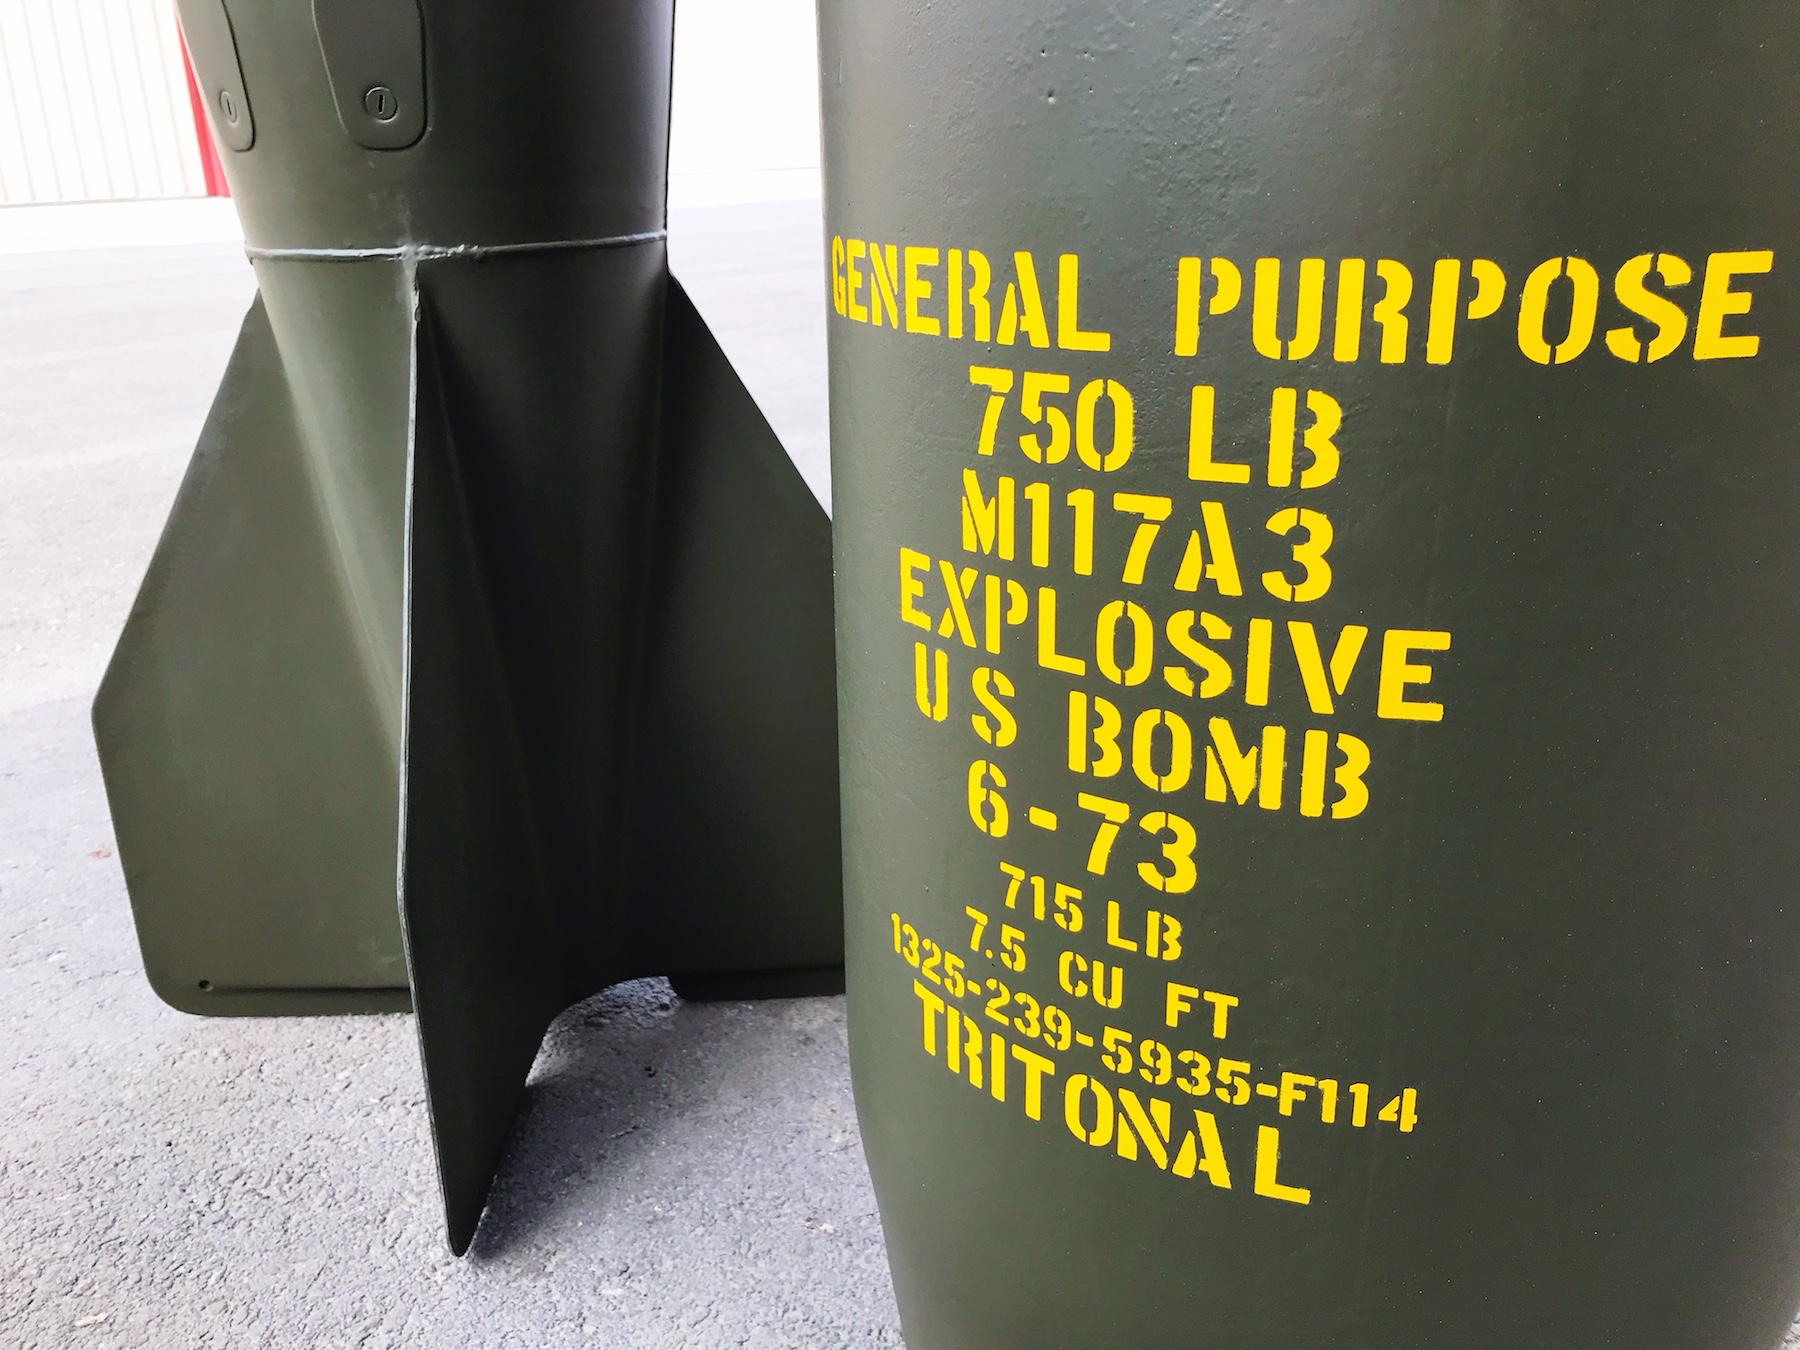 GENERAL PURPOSE
750 LB
M117A3
EXPLOSIVE
US BOMB
6-73
715 LB
7.5 CU FT
1325-239-5935-F114
TRITONAL